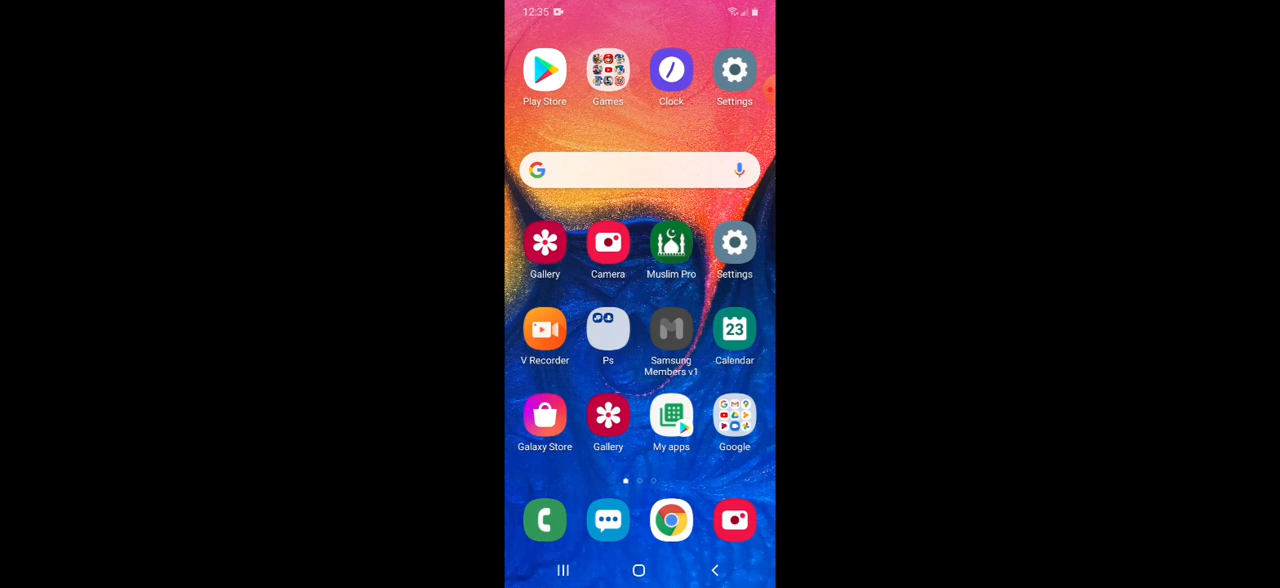 12:35
Play Store
Games
Clock
Settings
Gallery
Camera
Muslim Pro
Settings
V Recorder
Ps
Samsung
Members v1
23
Calendar
Galaxy Store
Gallery
My apps
Google